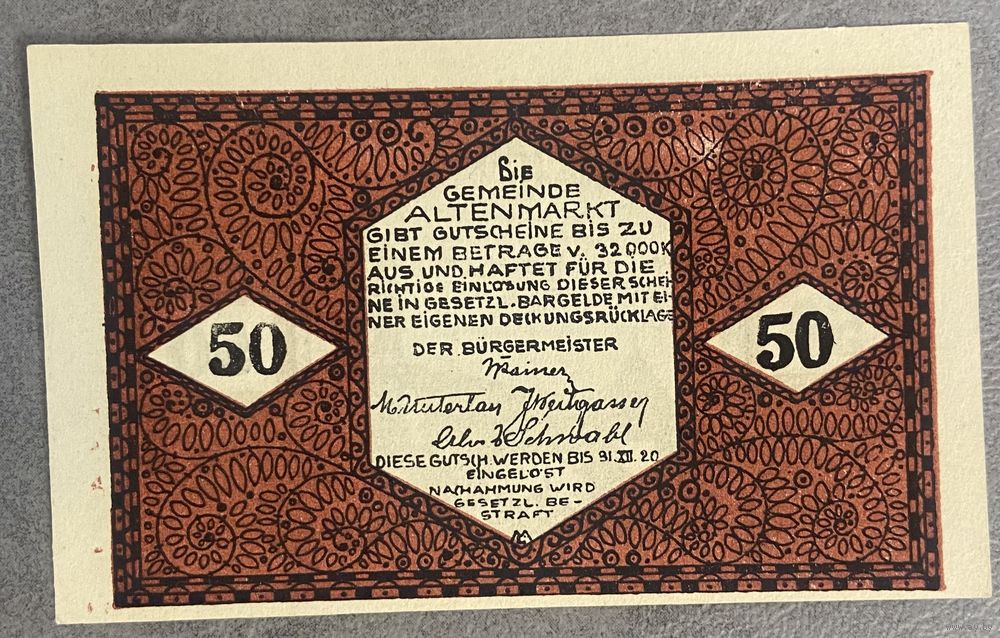 DIE
GEMEINDE
ALTENMARKT
GIBT GUTSCHEINE BIS ZU
EINEM BETRAGE V. 32000K
AUS UND HAFTET FÜR DIE
RICHTIGE EINLÖSUNG DIESER SCHEI-
NE IN GESETZL. BARGELDE MIT EI-
NER EIGENEN DECKUNGSRÜCKLAGE
50
50
DER BÜRGERMEISTER
Schwabl
DIESE GUTSCH. WERDEN BIS 31. XII. 20
EINGELÖST
NACHAHMUNG WIRD
GESETZL. BE-
STRAFT